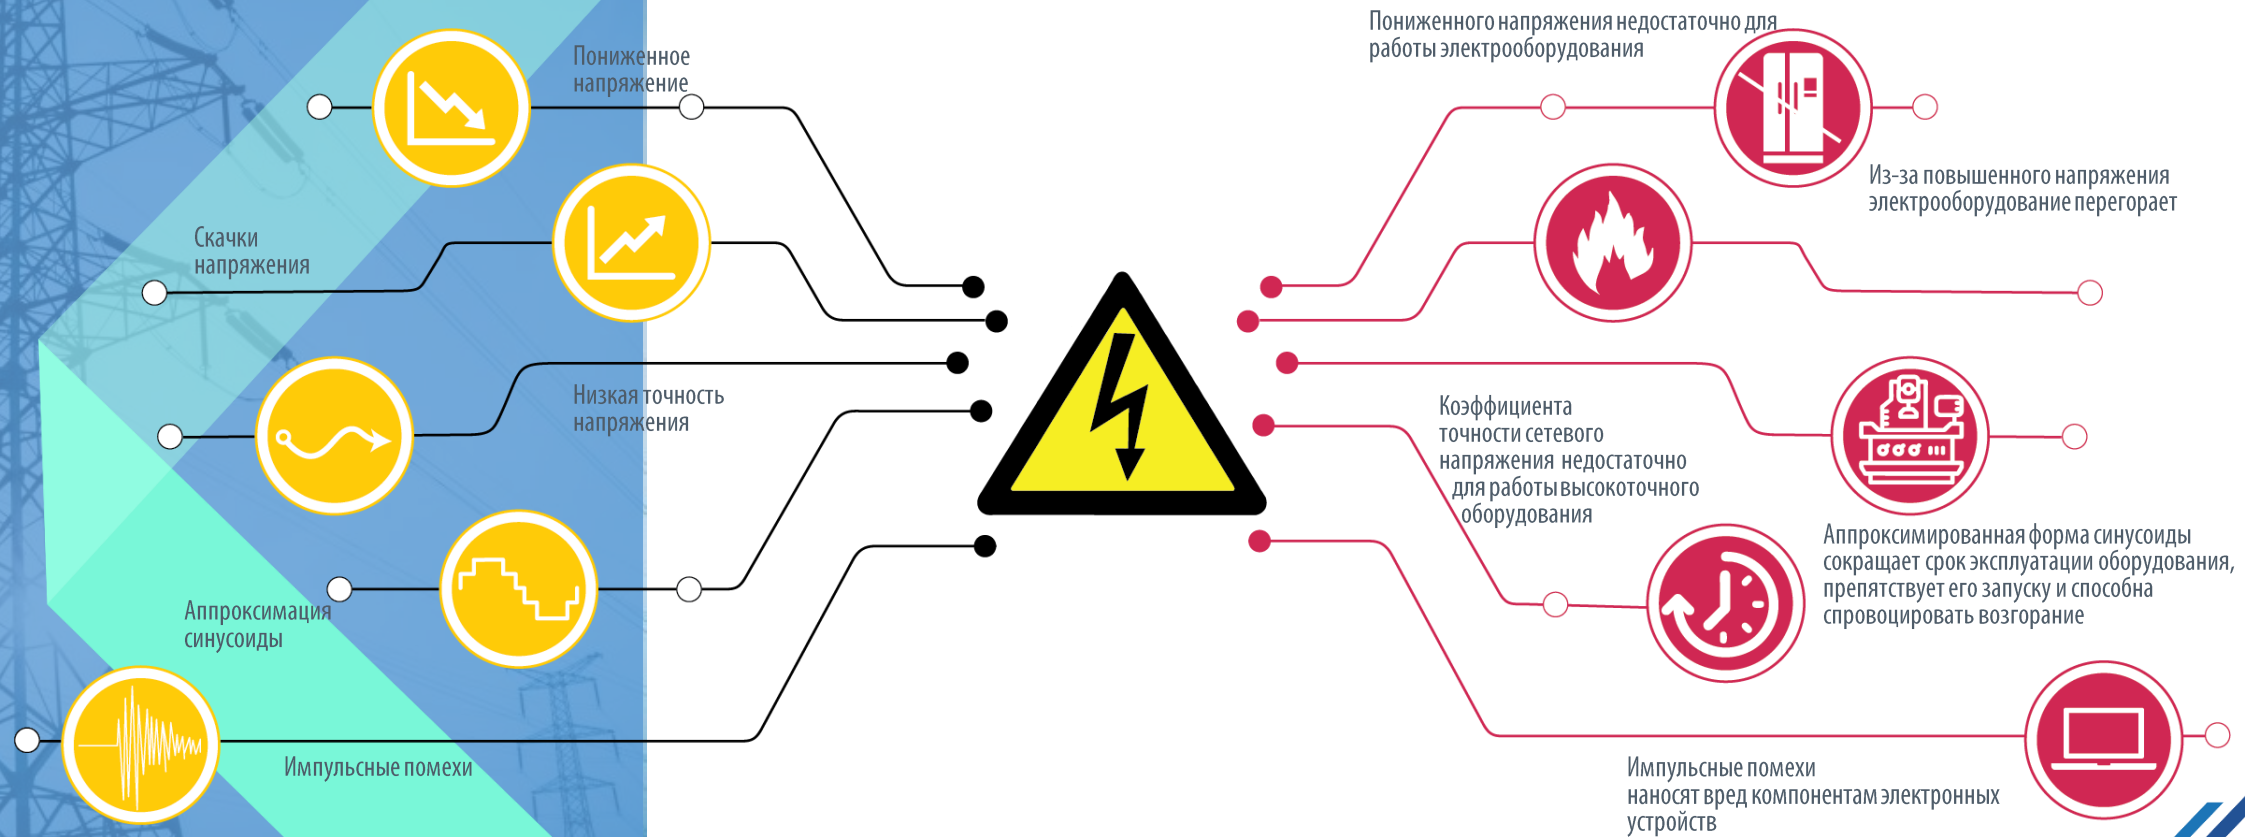 Пониженное
напряжение
Скачки
напряжения
Низкая точность
напряжения
Аппроксимация
синусоиды
Импульсные помехи
Пониженного напряжения недостаточно для
работы электрооборудования
Из-за повышенного напряжения
электрооборудование перегорает
Коэффициента
точности сетевого
напряжения недостаточно
для работы высокоточного
оборудования
Аппроксимированная форма синусоиды
сокращает срок эксплуатации оборудования,
препятствует его запуску и способна
спровоцировать возгорание
Импульсные помехи
наносят вред компонентам электронных
устройств